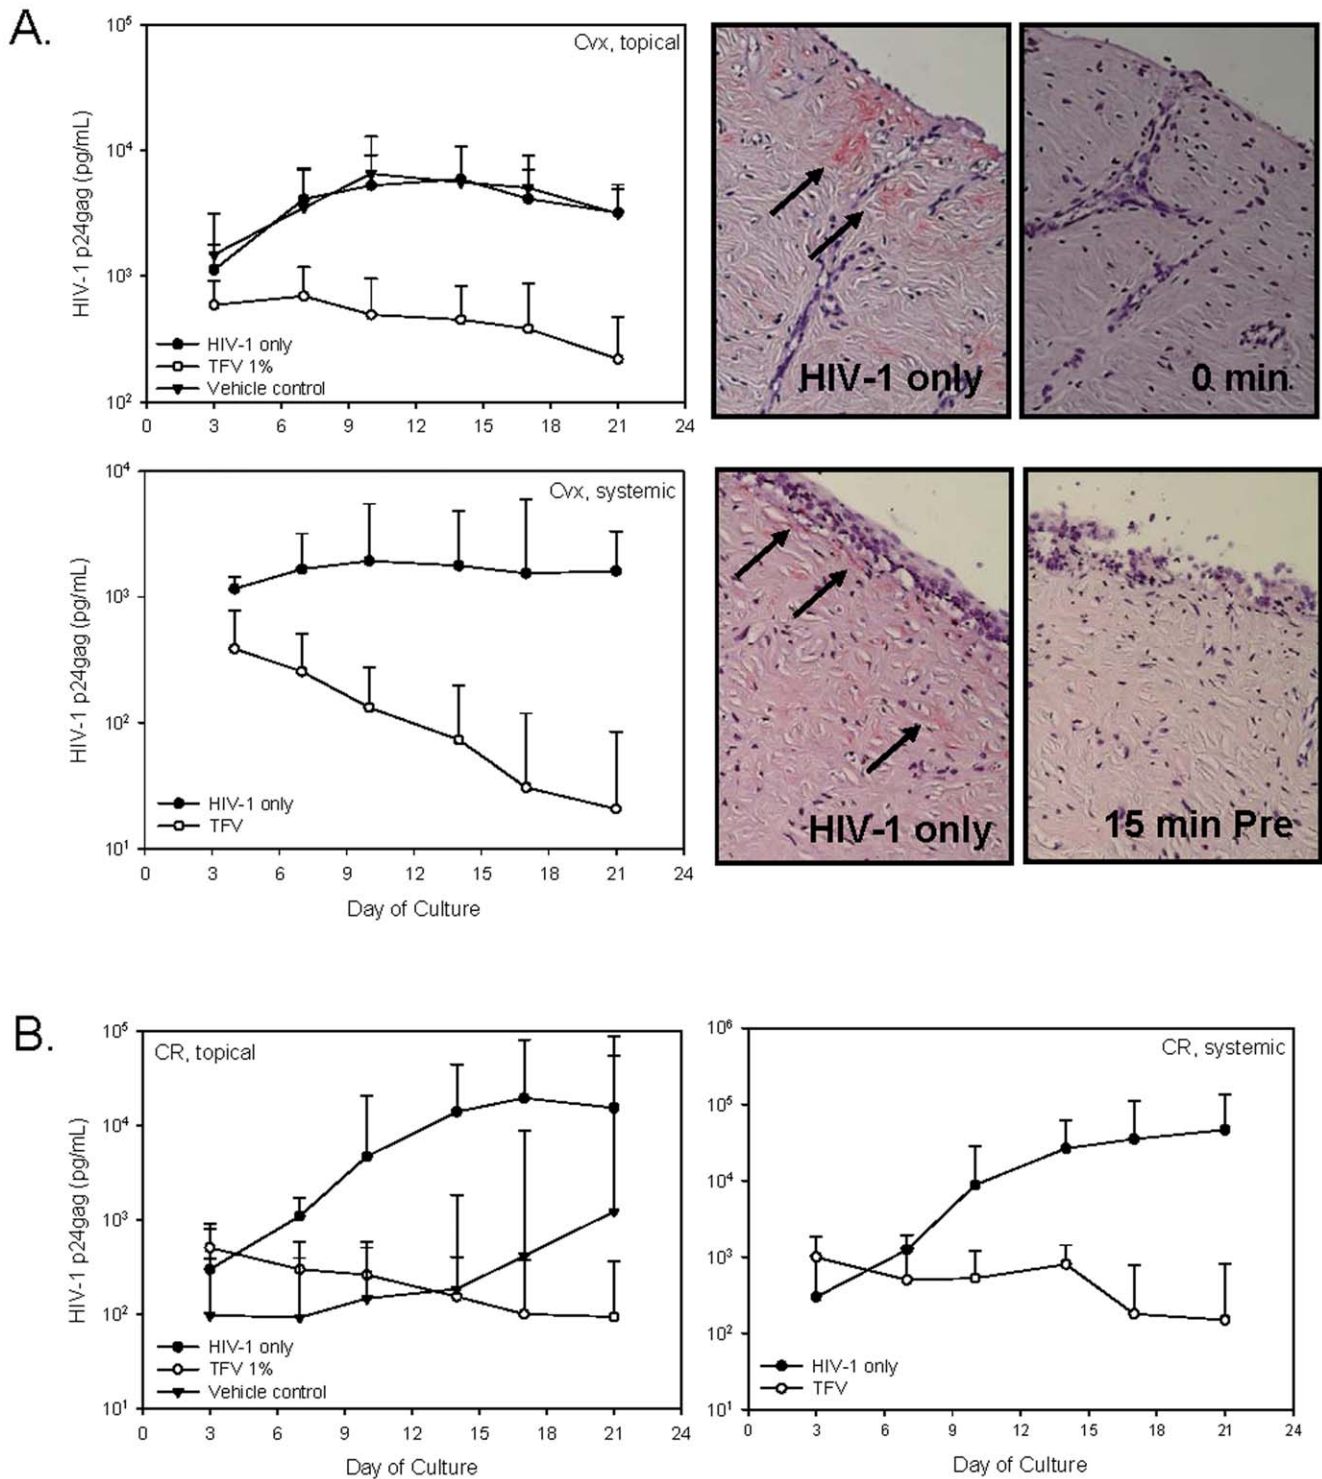 A.
Cvx, topical
HIV-1 p24gag (pg/mL)
10^5
10^4
10^3
10^2
HIV-1 only
TFV 1%
Vehicle control
0 3 6 9 12 15 18 21 24
HIV-1 only
0 min
Cvx, systemic
HIV-1 p24gag (pg/mL)
10^4
10^3
10^2
10^1
HIV-1 only
TFV
0 3 6 9 12 15 18 21 24
Day of Culture
HIV-1 only
15 min Pre
B.
CR, topical
HIV-1 p24gag (pg/mL)
10^5
10^4
10^3
10^2
10^1
HIV-1 only
TFV 1%
Vehicle control
0 3 6 9 12 15 18 21 24
Day of Culture
CR, systemic
10^6
10^5
10^4
10^3
10^2
10^1
HIV-1 only
TFV
0 3 6 9 12 15 18 21 24
Day of Culture